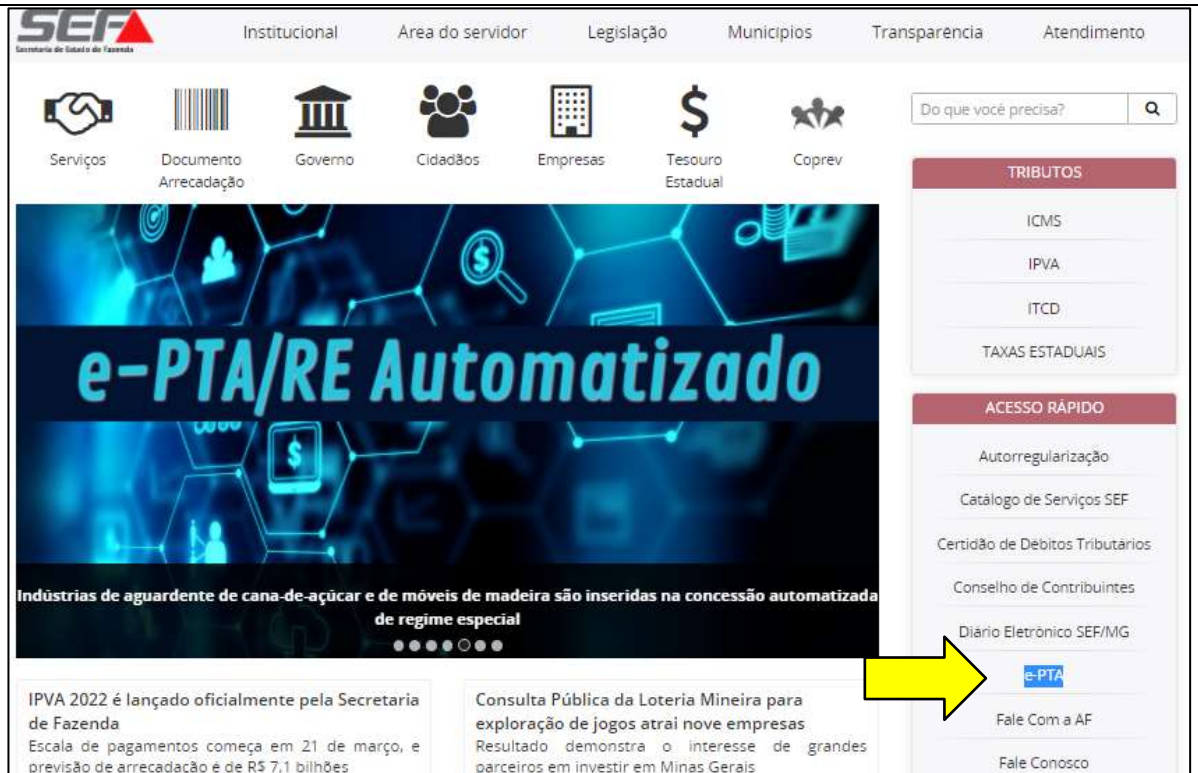 SEF
Secretaria de Estado de Fazenda
Institucional
Área do servidor
Legislação
Municípios
Transparência
Atendimento
Serviços
Documento
Arrecadação
Governo
Cidadãos
Empresas
Tesouro
Estadual
Coprev
Do que você precisa?
TRIBUTOS
ICMS
IPVA
ITCD
TAXAS ESTADUAIS
e-PTA/RE Automatizado
Indústrias de aguardente de cana-de-açúcar e de móveis de madeira são inseridas na concessão automatizada
de regime especial
ACESSO RÁPIDO
Autorregularização
Catálogo de Serviços SEF
Certidão de Débitos Tributários
Conselho de Contribuintes
Diário Eletrônico SEF/MG
e-PTA
Fale Com a AF
Fale Conosco
IPVA 2022 é lançado oficialmente pela Secretaria
de Fazenda
Escala de pagamentos começa em 21 de março, e
previsão de arrecadação é de R$ 7,1 bilhões
Consulta Pública da Loteria Mineira para
exploração de jogos atrai nove empresas
Resultado demonstra o interesse de grandes
parceiros em investir em Minas Gerais